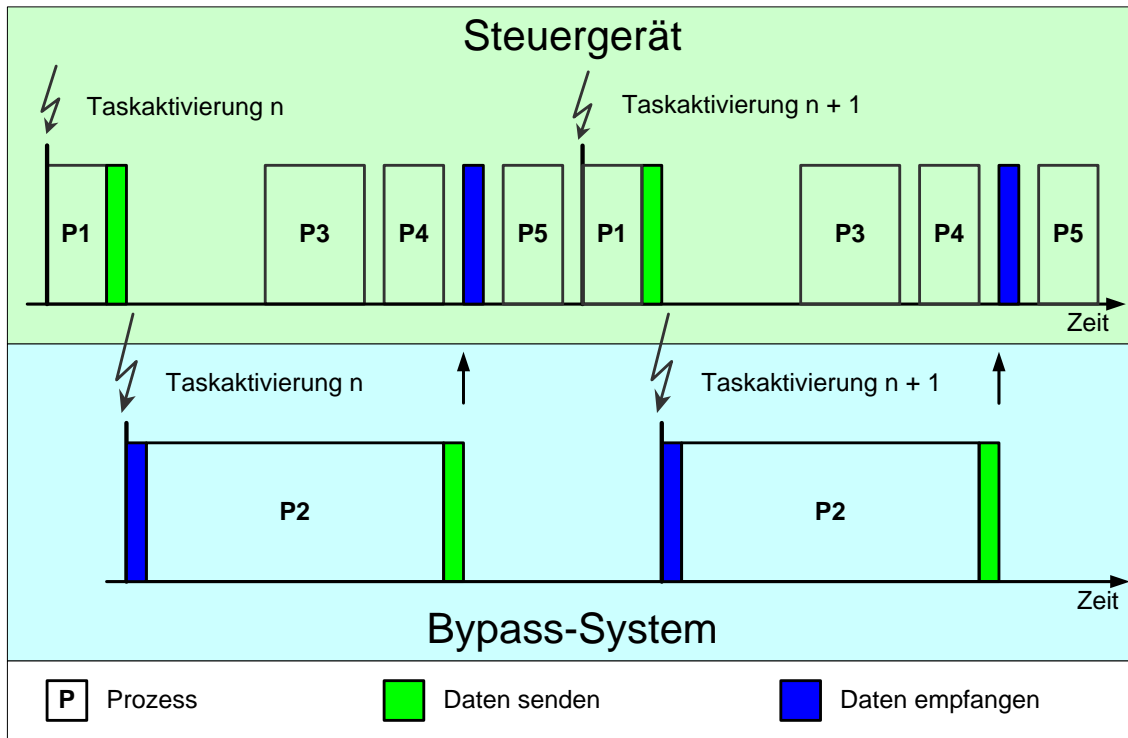 Steuergerät
Taskaktivierung n
Taskaktivierung n + 1
P1
P3
P4
P5
P1
P3
P4
P5
Zeit
Taskaktivierung n
Taskaktivierung n + 1
P2
P2
Zeit
Bypass-System
P Prozess
Daten senden
Daten empfangen